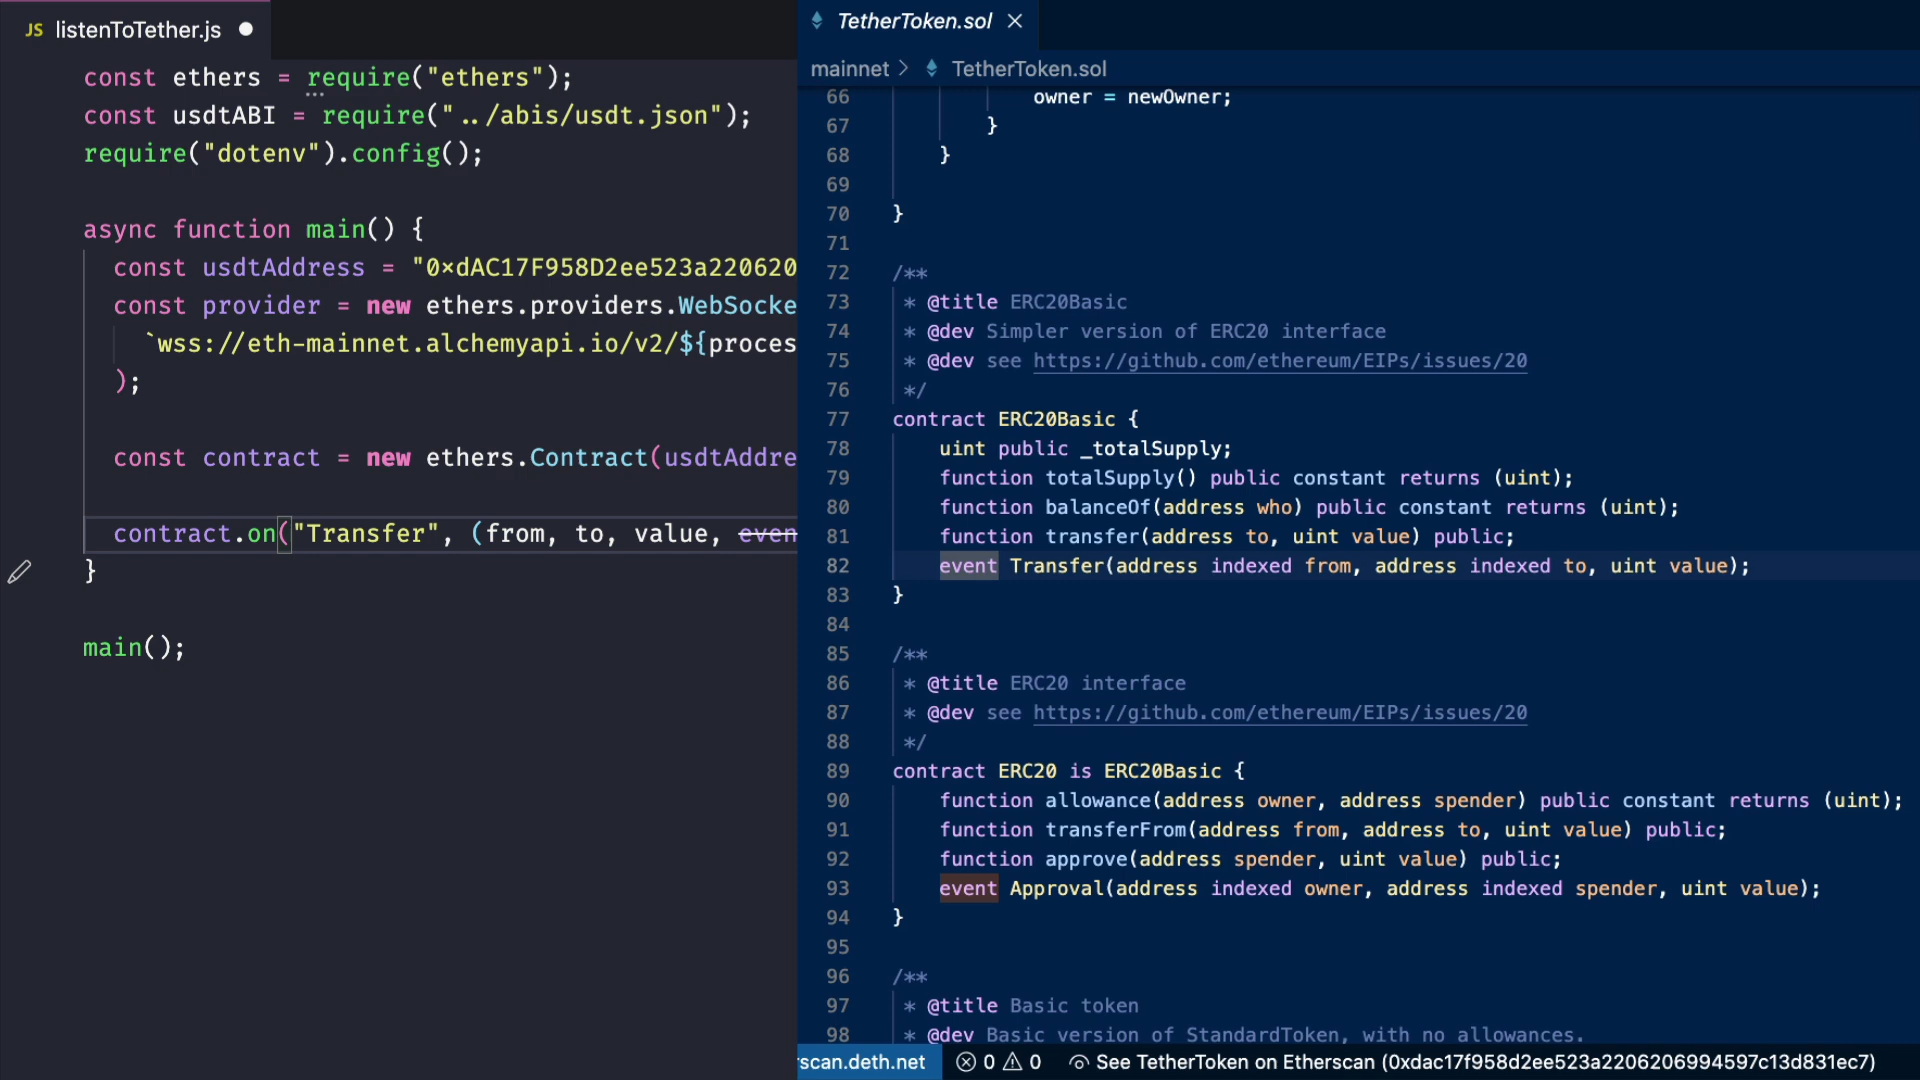 JS listenToTether.js
const ethers = require("ethers");
const usdtABI = require("../abis/usdt.json");
require("dotenv").config();
async function main() {
const usdtAddress = "0xdAC17F958D2ee523a220620
const provider = new ethers.providers.WebSocke
`wss://eth-mainnet.alchemyapi.io/v2/${proces
);
const contract = new ethers.Contract(usdtAddre
contract.on("Transfer", (from, to, value, even
}
main();
TetherToken.sol
mainnet > TetherToken.sol
66 owner = newOwner;
67 }
68 }
69
70 }
71
72 /**
73 * @title ERC20Basic
74 * @dev Simpler version of ERC20 interface
75 * @dev see https://github.com/ethereum/EIPs/issues/20
76 */
77 contract ERC20Basic {
78 uint public _totalSupply;
79 function totalSupply() public constant returns (uint);
80 function balanceOf(address who) public constant returns (uint);
81 function transfer(address to, uint value) public;
82 event Transfer(address indexed from, address indexed to, uint value);
83 }
84
85 /**
86 * @title ERC20 interface
87 * @dev see https://github.com/ethereum/EIPs/issues/20
88 */
89 contract ERC20 is ERC20Basic {
90 function allowance(address owner, address spender) public constant returns (uint);
91 function transferFrom(address from, address to, uint value) public;
92 function approve(address spender, uint value) public;
93 event Approval(address indexed owner, address indexed spender, uint value);
94 }
95
96 /**
97 * @title Basic token
98 * @dev Basic version of StandardToken, with no allowances.
rscan.deth.net 0 0 See TetherToken on Etherscan (0xdac17f958d2ee523a2206206994597c13d831ec7)